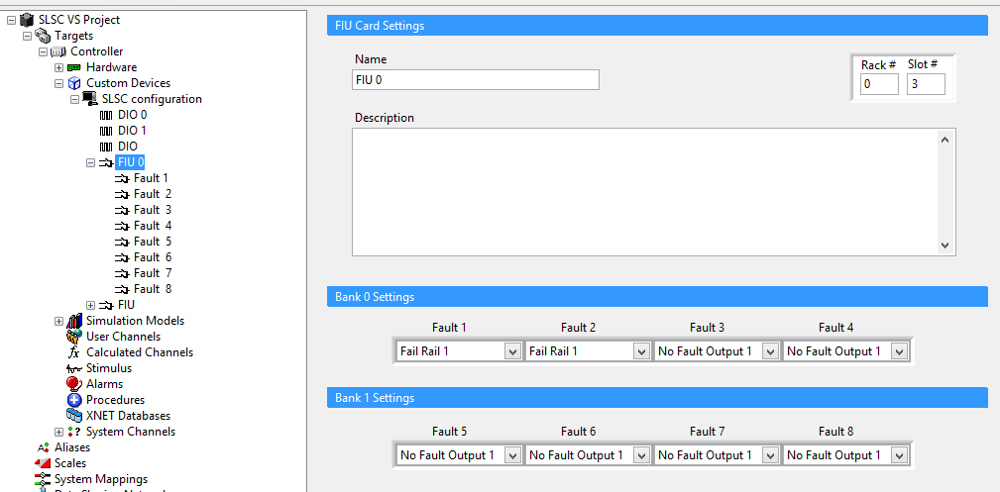 SLSC VS Project
Targets
Controller
Hardware
Custom Devices
SLSC configuration
DIO 0
DIO 1
DIO
FIU 0
Fault 1
Fault 2
Fault 3
Fault 4
Fault 5
Fault 6
Fault 7
Fault 8
FIU
Simulation Models
User Channels
fx Calculated Channels
Stimulus
Alarms
Procedures
XNET Databases
System Channels
Aliases
Scales
System Mappings
FIU Card Settings
Name
FIU 0
Rack # Slot #
0 3
Description
Bank 0 Settings
Fault 1 Fault 2 Fault 3 Fault 4
Fail Rail 1 Fail Rail 1 No Fault Output 1 No Fault Output 1
Bank 1 Settings
Fault 5 Fault 6 Fault 7 Fault 8
No Fault Output 1 No Fault Output 1 No Fault Output 1 No Fault Output 1